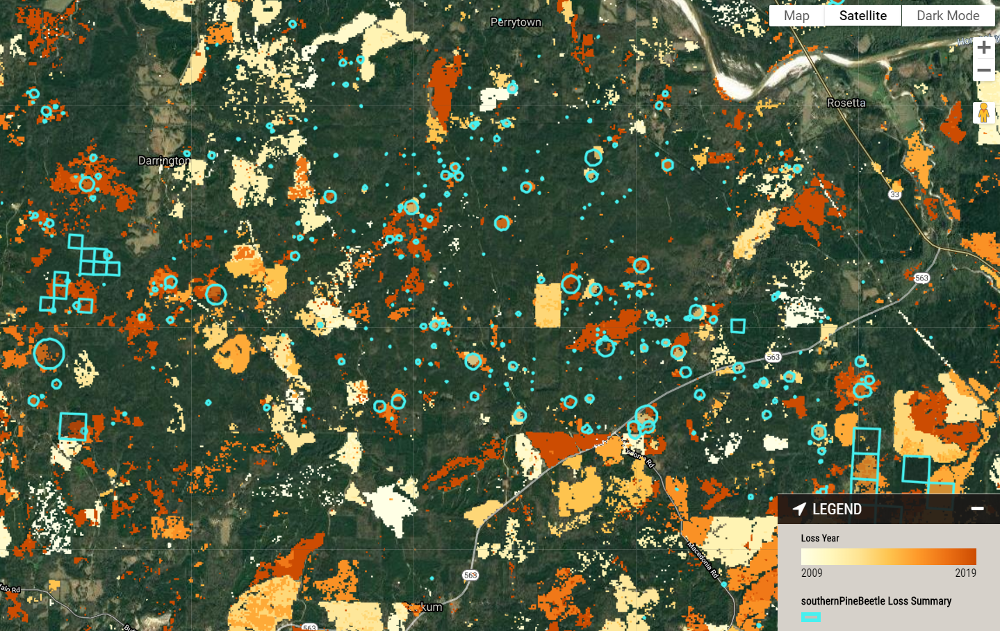 Perrytown
Map
Satellite
Dark Mode
Rosetta
Darrington
33
563
563
Macedonia Rd
563
563
LEGEND
Loss Year
2009
2019
southernPineBeetle Loss Summary